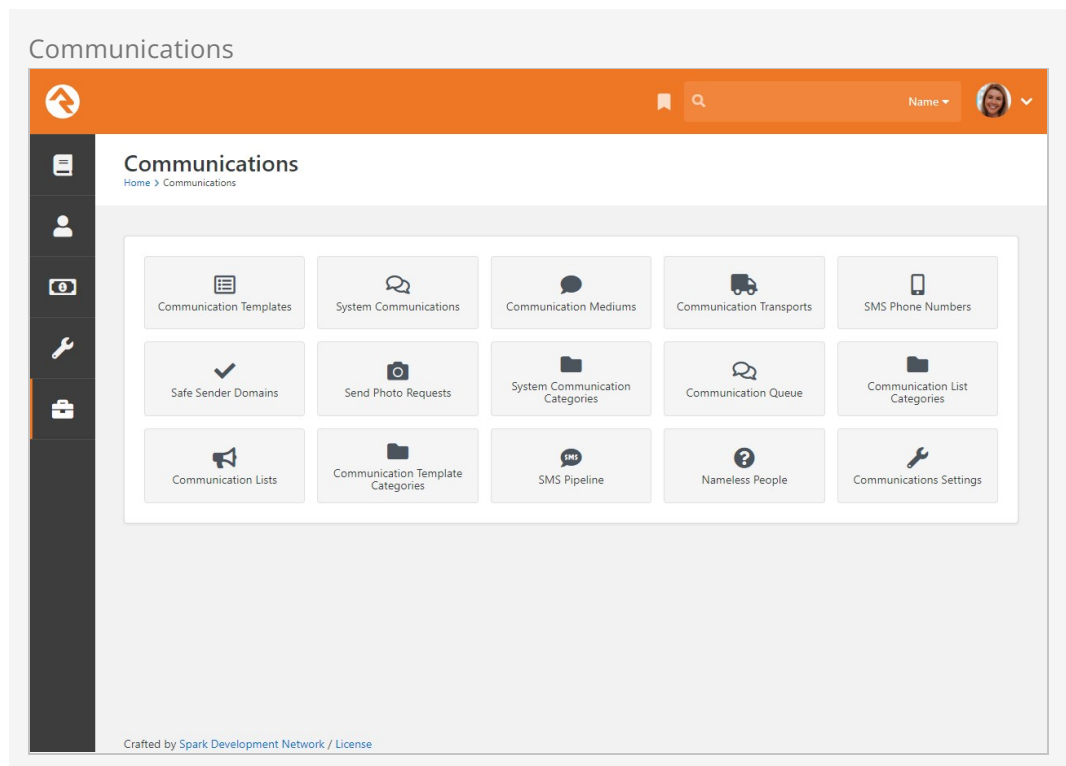 Communications
Name
Communications
Home > Communications
Communication Templates
System Communications
Communication Mediums
Communication Transports
SMS Phone Numbers
Safe Sender Domains
Send Photo Requests
System Communication
Categories
Communication Queue
Communication List
Categories
Communication Lists
Communication Template
Categories
SMS
SMS Pipeline
Nameless People
Communications Settings
Crafted by Spark Development Network / License